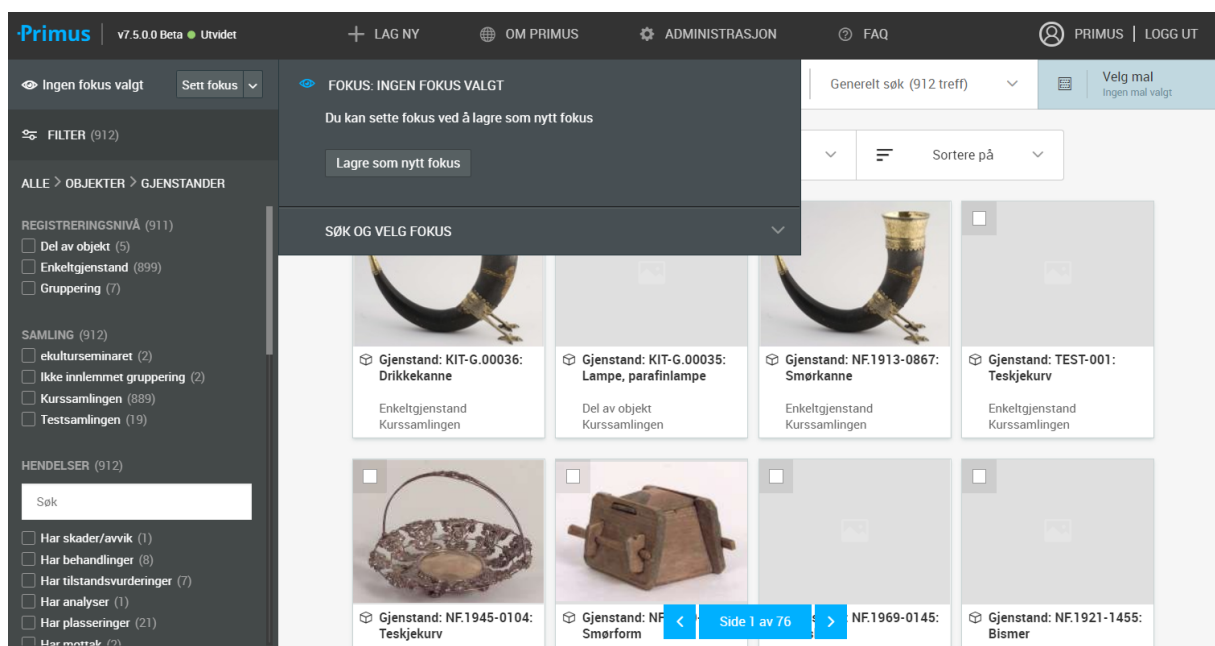 Primus v7.5.0.0 Beta Utvidet
LAG NY
OM PRIMUS
ADMINISTRASJON
FAQ
PRIMUS | LOGG UT
Ingen fokus valgt
Sett fokus
FILTER (912)
ALLE > OBJEKTER > GJENSTANDER
REGISTRERINGSNIVÅ (911)
Del av objekt (5)
Enkeltgjenstand (899)
Gruppering (7)
SAMLING (912)
ekulturseminaret (2)
Ikke innlemmet gruppering (2)
Kurssamlingen (889)
Testsamlingen (19)
HENDELSER (912)
Søk
Har skader/avvik (1)
Har behandlinger (8)
Har tilstandsvurderinger (7)
Har analyser (1)
Har plasseringer (21)
Har mottak (2)
FOKUS: INGEN FOKUS VALGT
Du kan sette fokus ved å lagre som nytt fokus
Lagre som nytt fokus
SØK OG VELG FOKUS
Generelt søk (912 treff)
Velg mal
Ingen mal valgt
Sortere på
Gjenstand: KIT-G.00036:
Drikkekanne
Enkeltgjenstand
Kurssamlingen
Gjenstand: KIT-G.00035:
Lampe, parafinlampe
Del av objekt
Kurssamlingen
Gjenstand: NF.1913-0867:
Smørkanne
Enkeltgjenstand
Kurssamlingen
Gjenstand: TEST-001:
Teskjekurv
Enkeltgjenstand
Kurssamlingen
Gjenstand: NF.1945-0104:
Teskjekurv
Gjenstand: NF
Smørform
NF.1969-0145:
Gjenstand: NF.1921-1455:
Bismer
Side 1 av 76